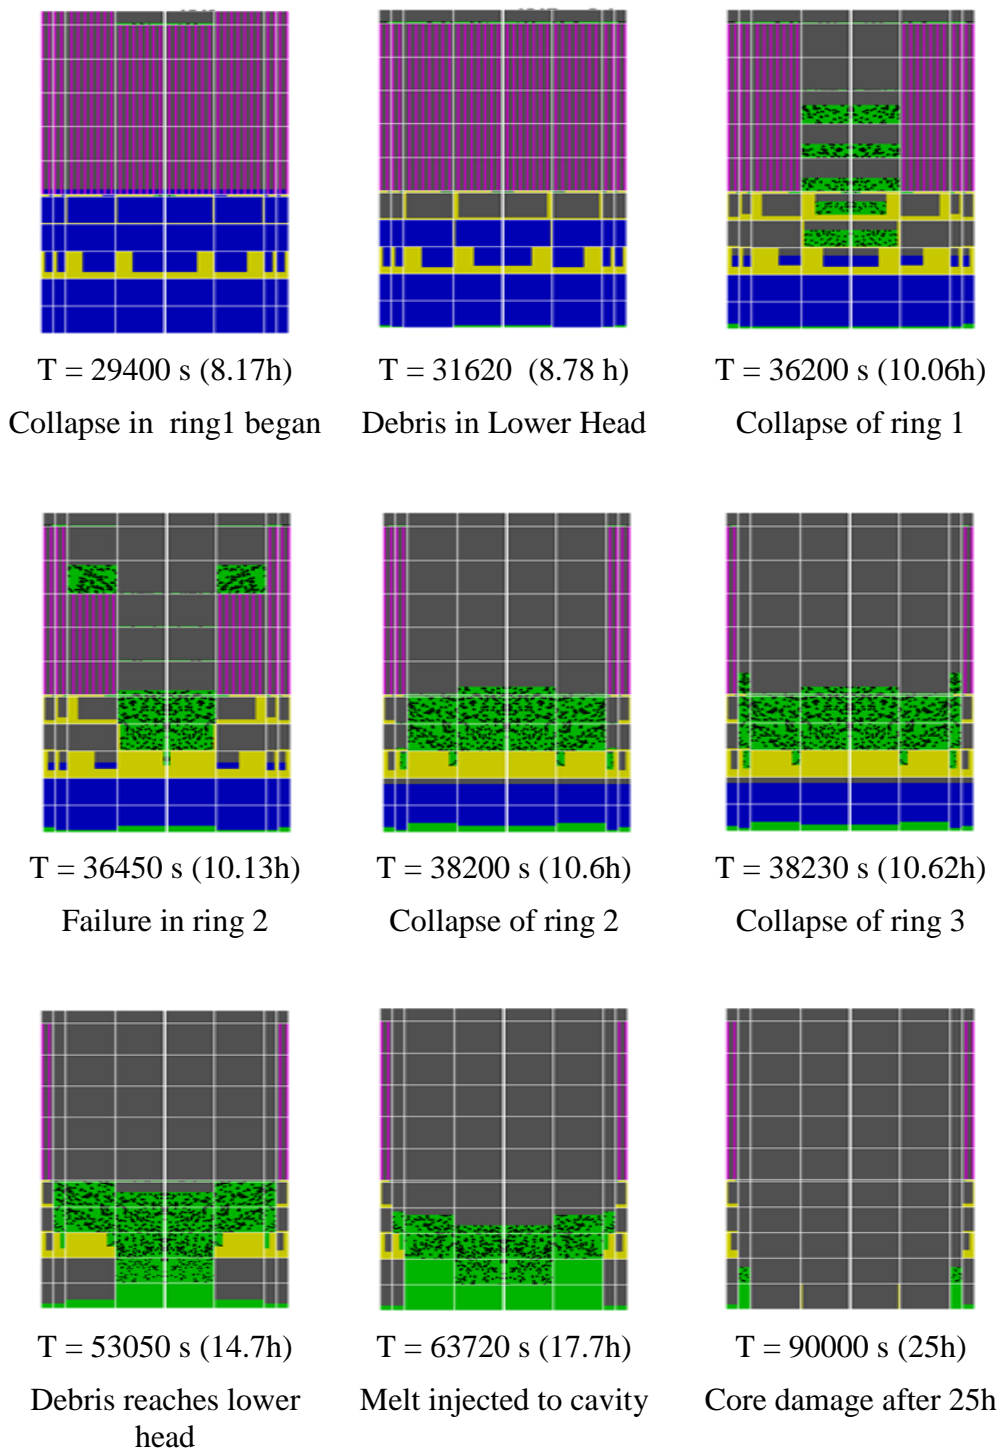 T = 29400 s (8.17h)
Collapse in ring1 began
T = 31620 (8.78 h)
Debris in Lower Head
T = 36200 s (10.06h)
Collapse of ring 1
T = 36450 s (10.13h)
Failure in ring 2
T = 38200 s (10.6h)
Collapse of ring 2
T = 38230 s (10.62h)
Collapse of ring 3
T = 53050 s (14.7h)
Debris reaches lower
head
T = 63720 s (17.7h)
Melt injected to cavity
T = 90000 s (25h)
Core damage after 25h